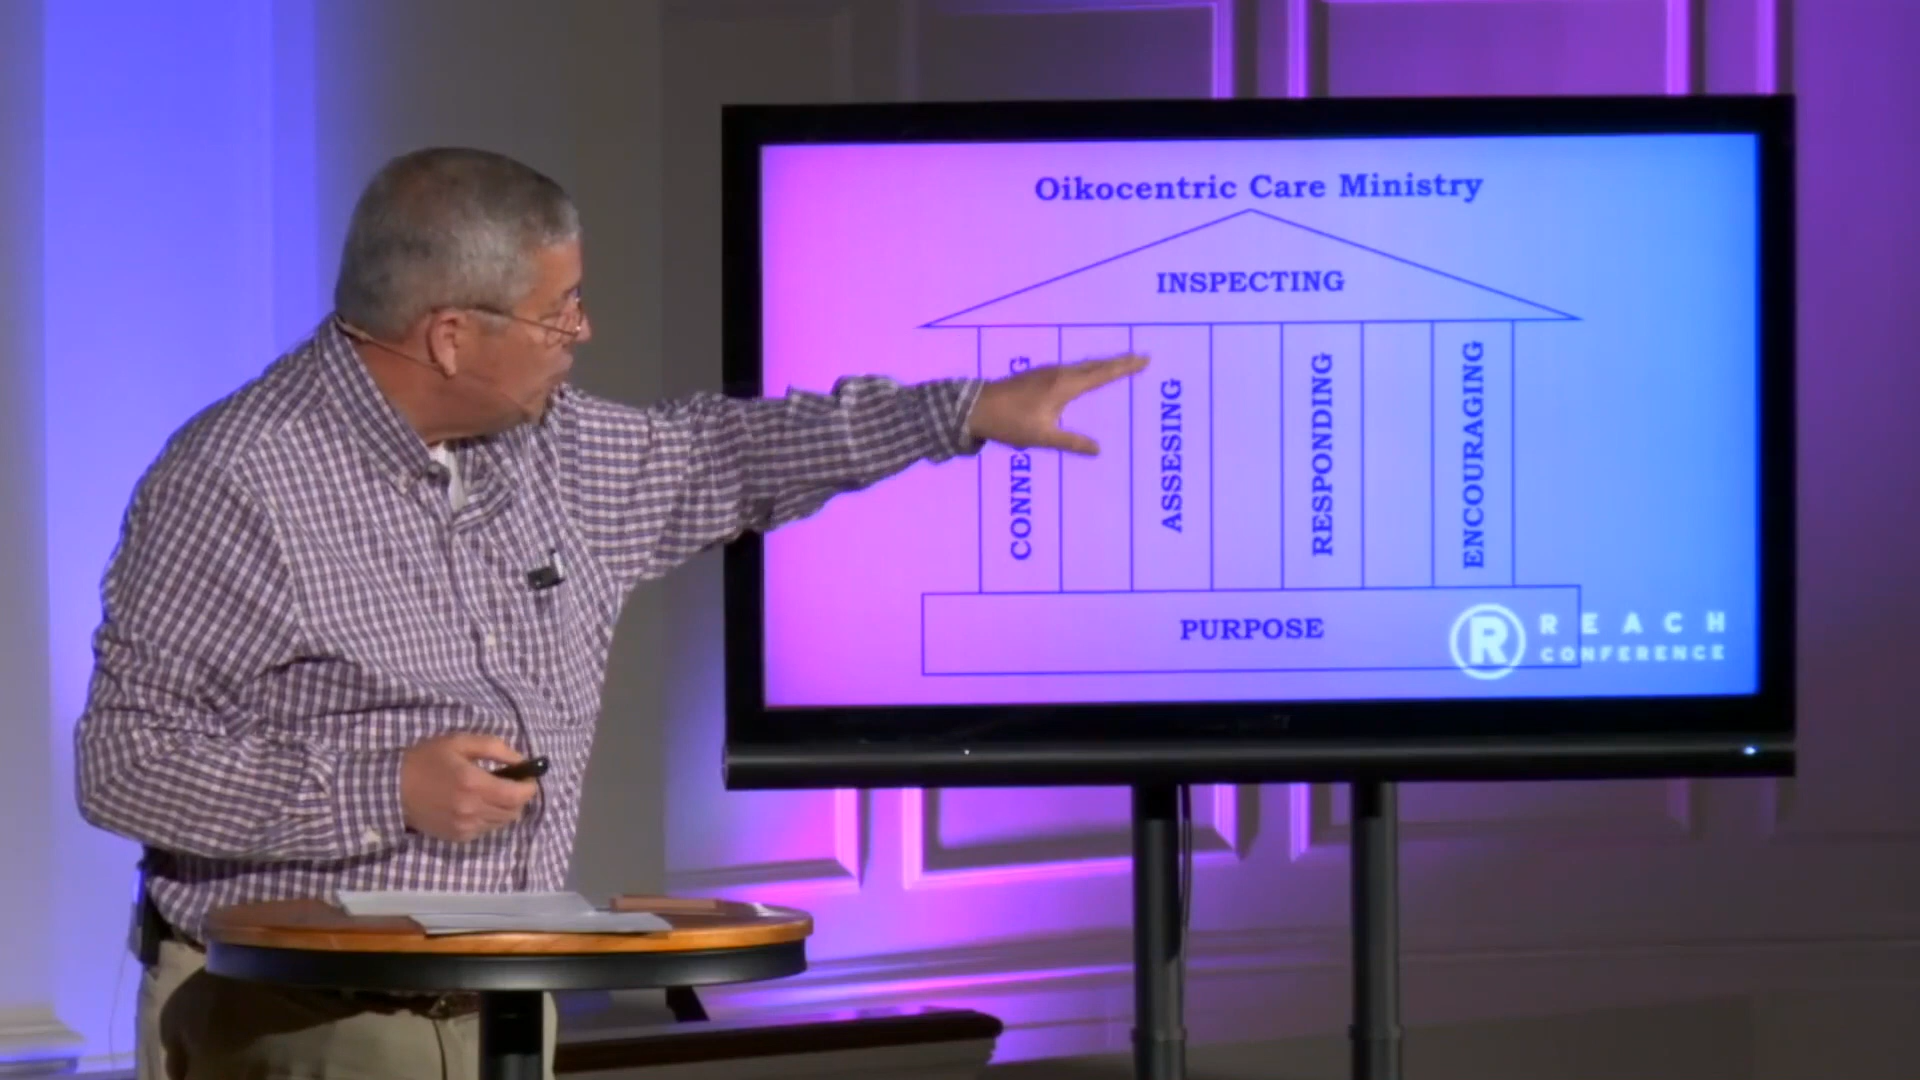 Oikocentric Care Ministry
INSPECTING
ASSESING
RESPONDING
ENCOURAGING
PURPOSE
R REACH
CONFERENCE